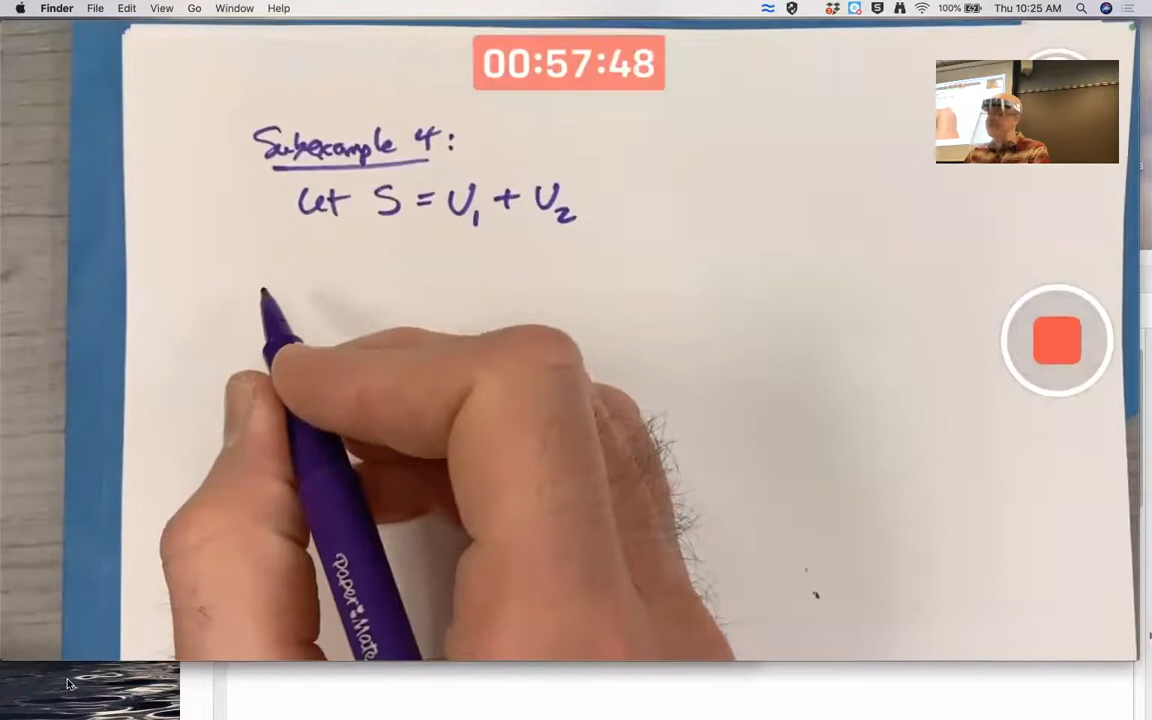 Finder File Edit View Go Window Help 100% Thu 10:25 AM
00:57:48
Subexample 4:
Let S = U₁ + U₂
Paper Mate